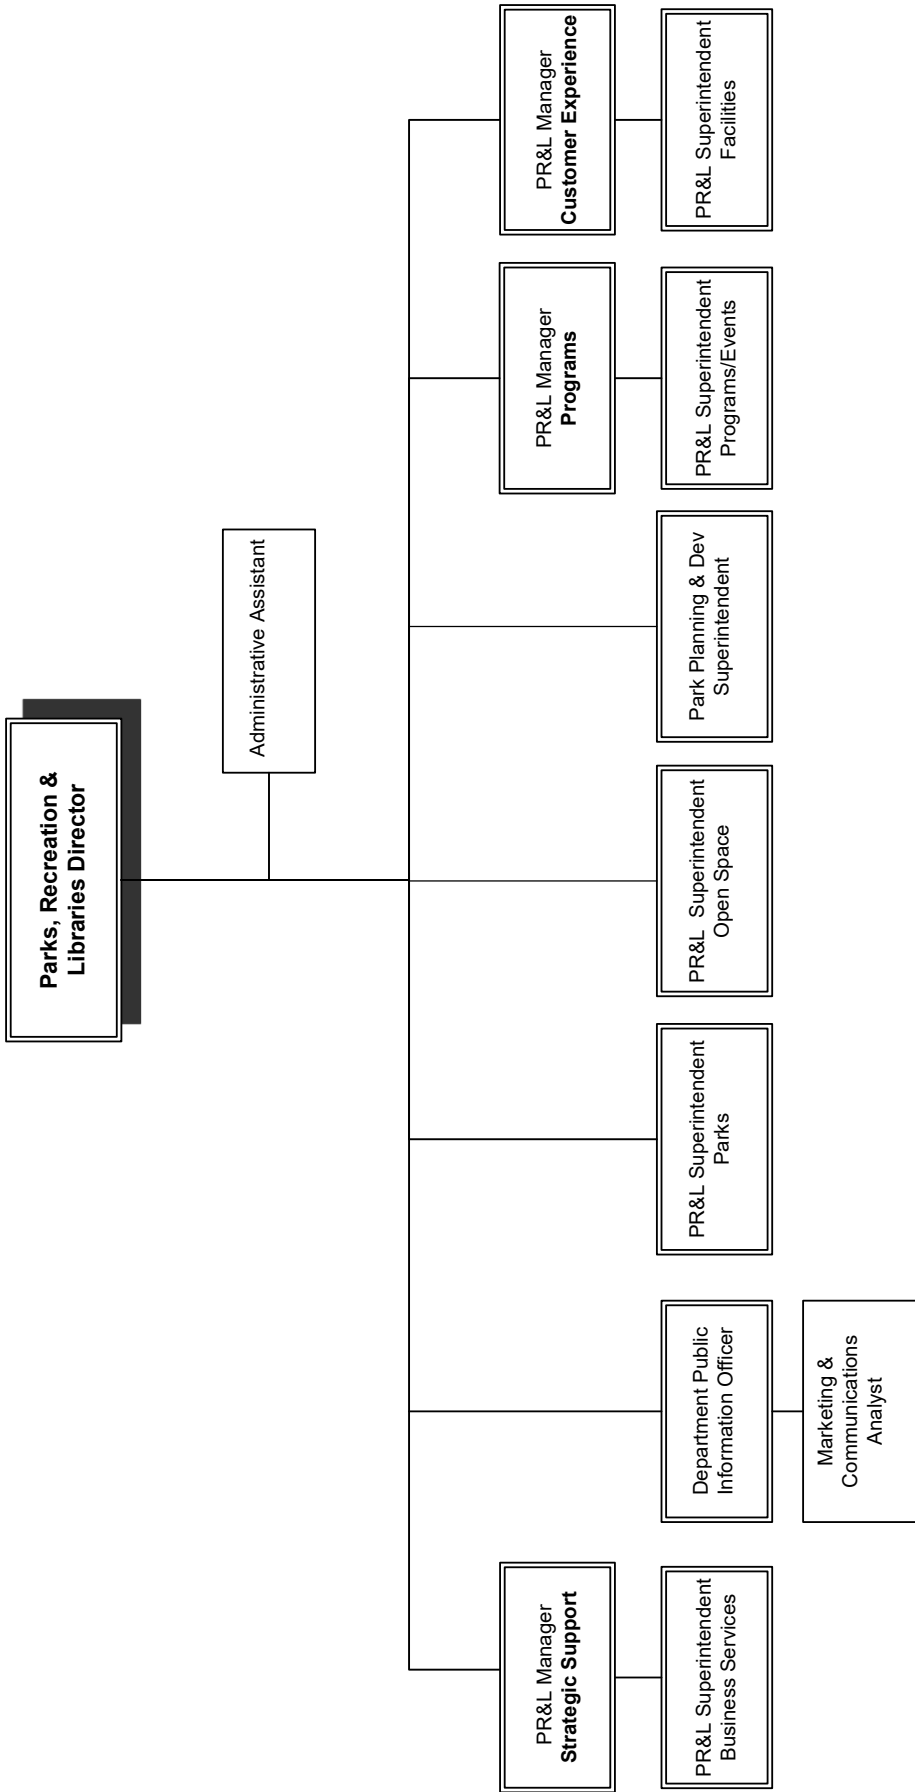 Parks, Recreation &
Libraries Director
Administrative Assistant
PR&L Manager
Strategic Support
PR&L Manager
Programs
PR&L Manager
Customer Experience
PR&L Superintendent
Business Services
Department Public
Information Officer
PR&L Superintendent
Parks
PR&L Superintendent
Open Space
Park Planning & Dev
Superintendent
PR&L Superintendent
Programs/Events
PR&L Superintendent
Facilities
Marketing &
Communications
Analyst